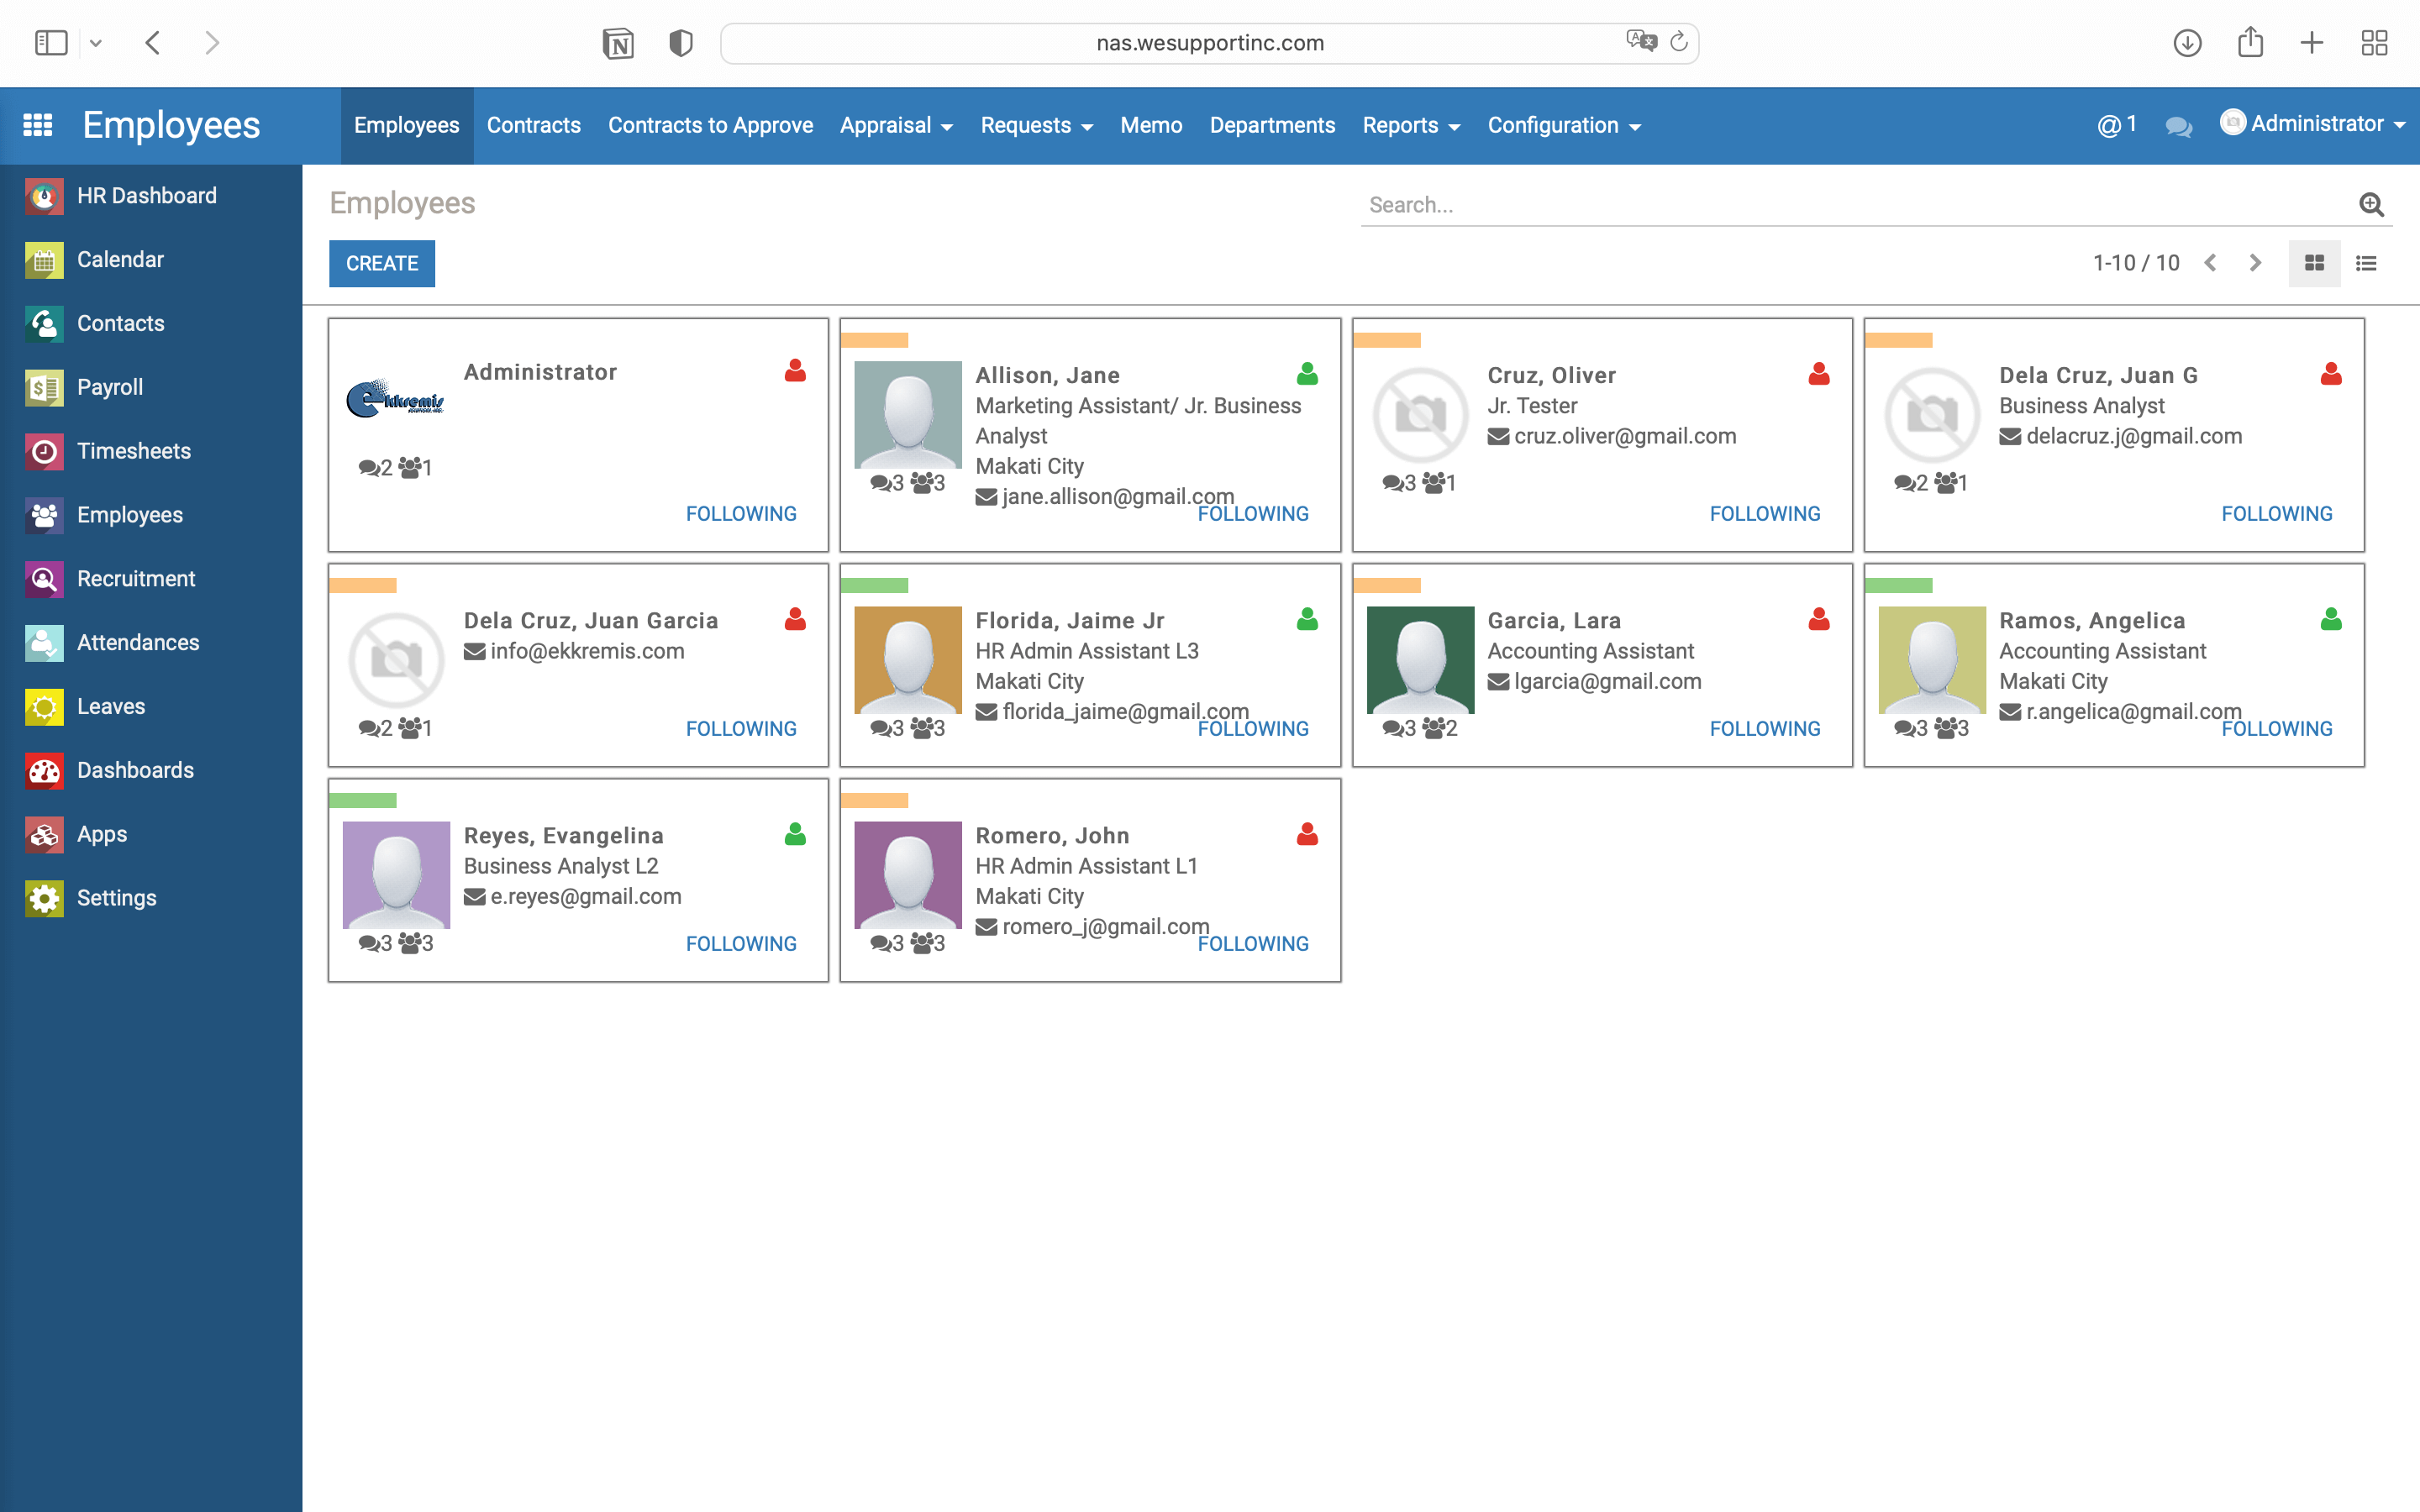 nas.wesupportinc.com
Employees
Employees Contracts Contracts to Approve Appraisal Requests Memo Departments Reports Configuration
@ 1 Administrator
HR Dashboard
Calendar
Contacts
Payroll
Timesheets
Employees
Recruitment
Attendances
Leaves
Dashboards
Apps
Settings
Employees
Search...
CREATE
1-10 / 10
ekkremis
Administrator
2 1
FOLLOWING
Allison, Jane
Marketing Assistant/ Jr. Business
Analyst
Makati City
jane.allison@gmail.com
3 3
FOLLOWING
Cruz, Oliver
Jr. Tester
cruz.oliver@gmail.com
3 1
FOLLOWING
Dela Cruz, Juan G
Business Analyst
delacruz.j@gmail.com
2 1
FOLLOWING
Dela Cruz, Juan Garcia
info@ekkremis.com
2 1
FOLLOWING
Florida, Jaime Jr
HR Admin Assistant L3
Makati City
florida_jaime@gmail.com
3 3
FOLLOWING
Garcia, Lara
Accounting Assistant
lgarcia@gmail.com
3 2
FOLLOWING
Ramos, Angelica
Accounting Assistant
Makati City
r.angelica@gmail.com
3 3
FOLLOWING
Reyes, Evangelina
Business Analyst L2
e.reyes@gmail.com
3 3
FOLLOWING
Romero, John
HR Admin Assistant L1
Makati City
romero_j@gmail.com
3 3
FOLLOWING